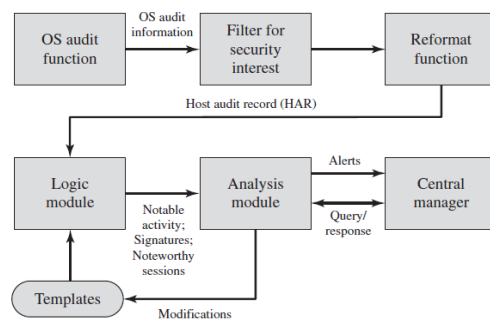 OS audit
function
OS audit
information
Filter for
security
interest
Reformat
function
Host audit record (HAR)
Logic
module
Notable
activity;
Signatures;
Noteworthy
sessions
Analysis
module
Alerts
Query/
response
Central
manager
Templates
Modifications